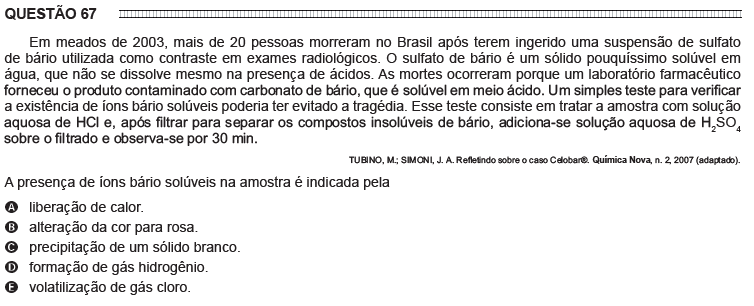 QUESTÃO 67
Em meados de 2003, mais de 20 pessoas morreram no Brasil após terem ingerido uma suspensão de sulfato
de bário utilizada como contraste em exames radiológicos. O sulfato de bário é um sólido pouquíssimo solúvel em
água, que não se dissolve mesmo na presença de ácidos. As mortes ocorreram porque um laboratório farmacêutico
forneceu o produto contaminado com carbonato de bário, que é solúvel em meio ácido. Um simples teste para verificar
a existência de íons bário solúveis poderia ter evitado a tragédia. Esse teste consiste em tratar a amostra com solução
aquosa de HCl e, após filtrar para separar os compostos insolúveis de bário, adiciona-se solução aquosa de H₂SO₄
sobre o filtrado e observa-se por 30 min.
TUBINO, M.; SIMONI, J. A. Refletindo sobre o caso Celobar®. Química Nova, n. 2, 2007 (adaptado).
A presença de íons bário solúveis na amostra é indicada pela
A liberação de calor.
B alteração da cor para rosa.
C precipitação de um sólido branco.
D formação de gás hidrogênio.
E volatilização de gás cloro.